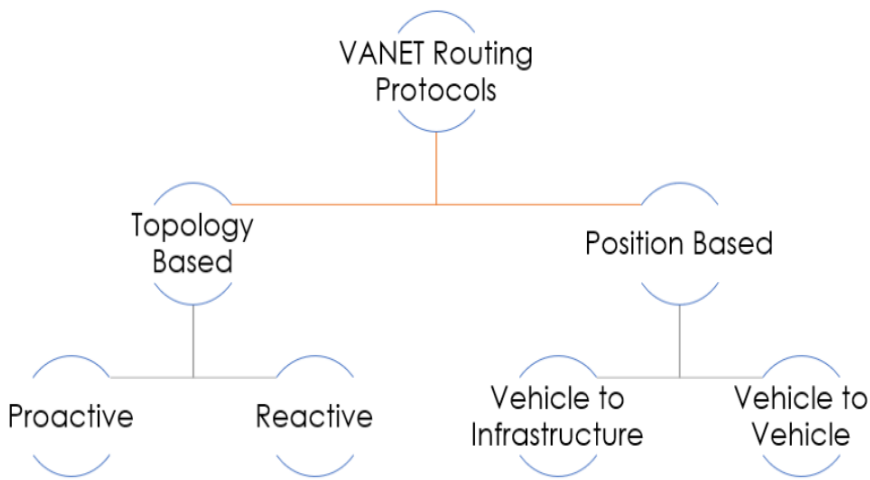 VANET Routing
Protocols
Topology
Based
Position Based
Proactive
Reactive
Vehicle to
Infrastructure
Vehicle to
Vehicle